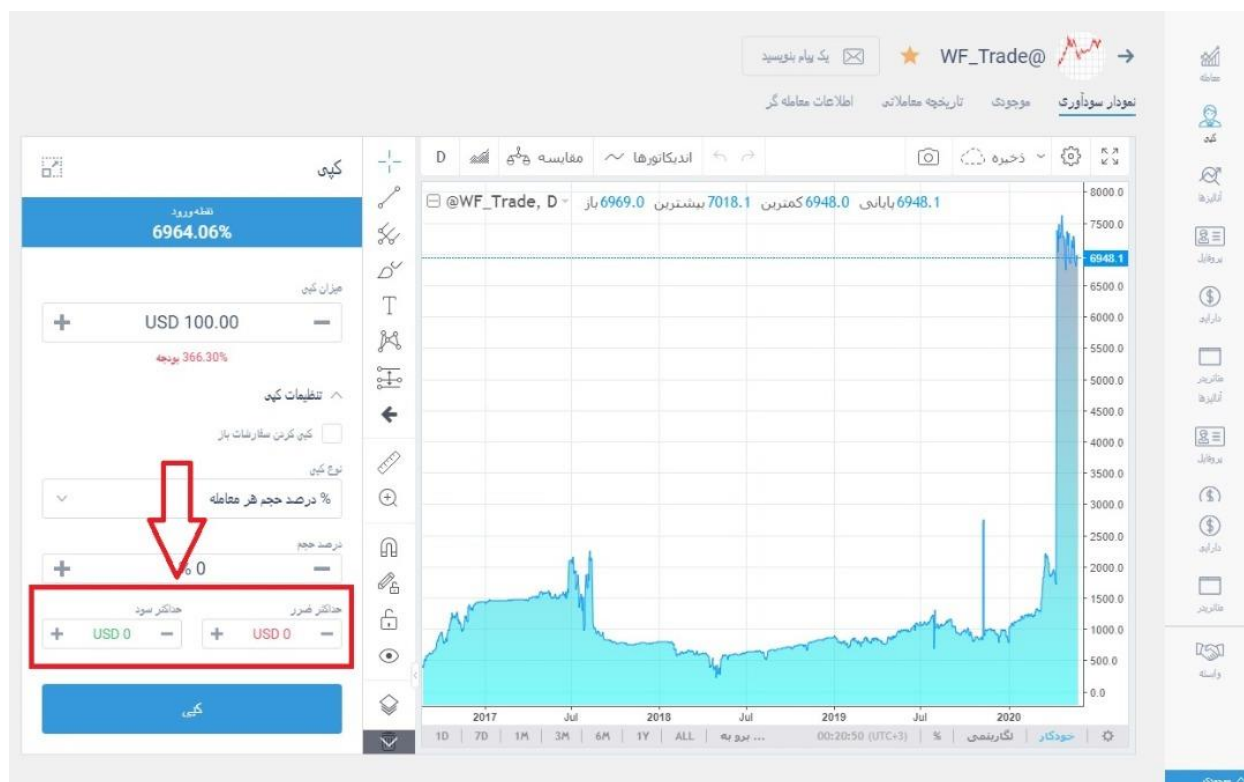 @WF_Trade
یک پیام بنویسید
نمودار سودآوری
موجودی
تاریخچه معاملاتی
اطلاعات معامله گر
معامله
کپی
آنالیزها
پروفایل
دارایی
متاتریدر
آنالیزها
پروفایل
دارایی
متاتریدر
وابسته
D
مقایسه
اندیکاتورها
ذخیره
@WF_Trade, D
باز 6969.0 بیشترین 7018.1 کمترین 6948.0 پایانی 6948.1
8000.0
7500.0
6948.1
6500.0
6000.0
5500.0
5000.0
4500.0
4000.0
3500.0
3000.0
2500.0
2000.0
1500.0
1000.0
500.0
0.0
2017 Jul 2018 Jul 2019 Jul 2020
1D 7D 1M 3M 6M 1Y ALL برو به ...
00:20:50 (UTC+3)
%
لگاریتمی
خودکار
کپی
نقطه ورود
6964.06%
میزان کپی
USD 100.00
366.30% بودجه
تنظیمات کپی
کپی کردن سفارشات باز
نوع کپی
% درصد حجم هر معامله
درصد حجم
% 0
حداکثر ضرر
حداکثر سود
USD 0
USD 0
کپی